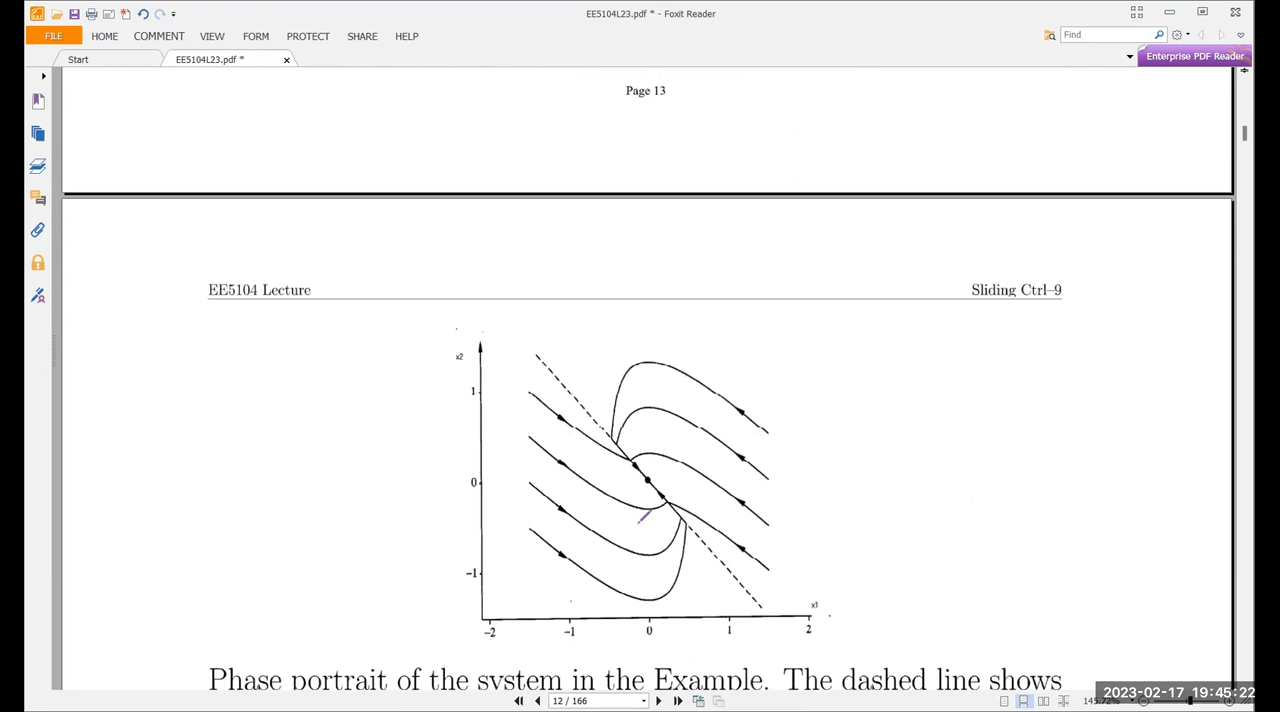 EE5104L23.pdf * - Foxit Reader
FILE HOME COMMENT VIEW FORM PROTECT SHARE HELP
Find
Start EE5104L23.pdf *
Enterprise PDF Reader
Page 13
EE5104 Lecture Sliding Ctrl–9
x2
1
0
−1
x1
−2 −1 0 1 2
Phase portrait of the system in the Example. The dashed line shows
12 / 166
145.72%
2023-02-17 19:45:22